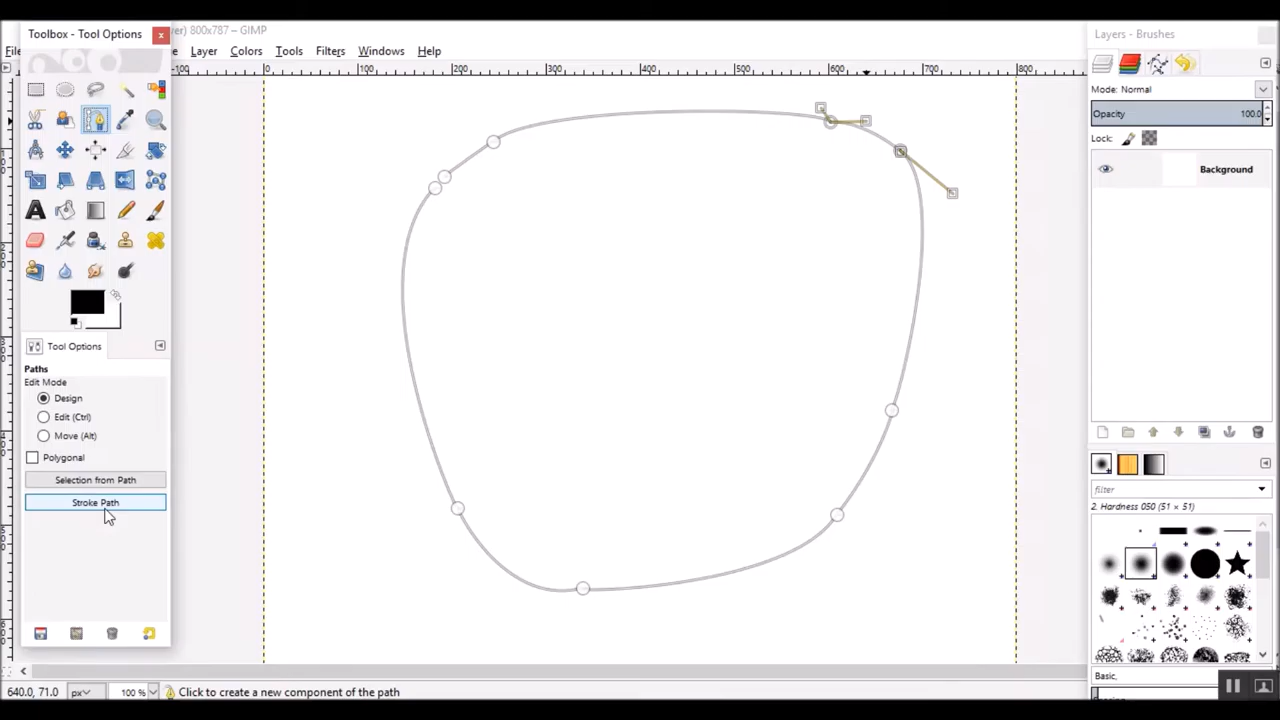 Toolbox - Tool Options
er) 800x787 – GIMP
Layers - Brushes
Layer Colors Tools Filters Windows Help
-100 0 100 200 300 400 500 600 700 800
Mode: Normal
Opacity 100.0
Lock:
Background
Tool Options
Paths
Edit Mode
Design
Edit (Ctrl)
Move (Alt)
Polygonal
Selection from Path
Stroke Path
filter
2. Hardness 050 (51 × 51)
Basic,
640.0, 71.0 px 100 % Click to create a new component of the path